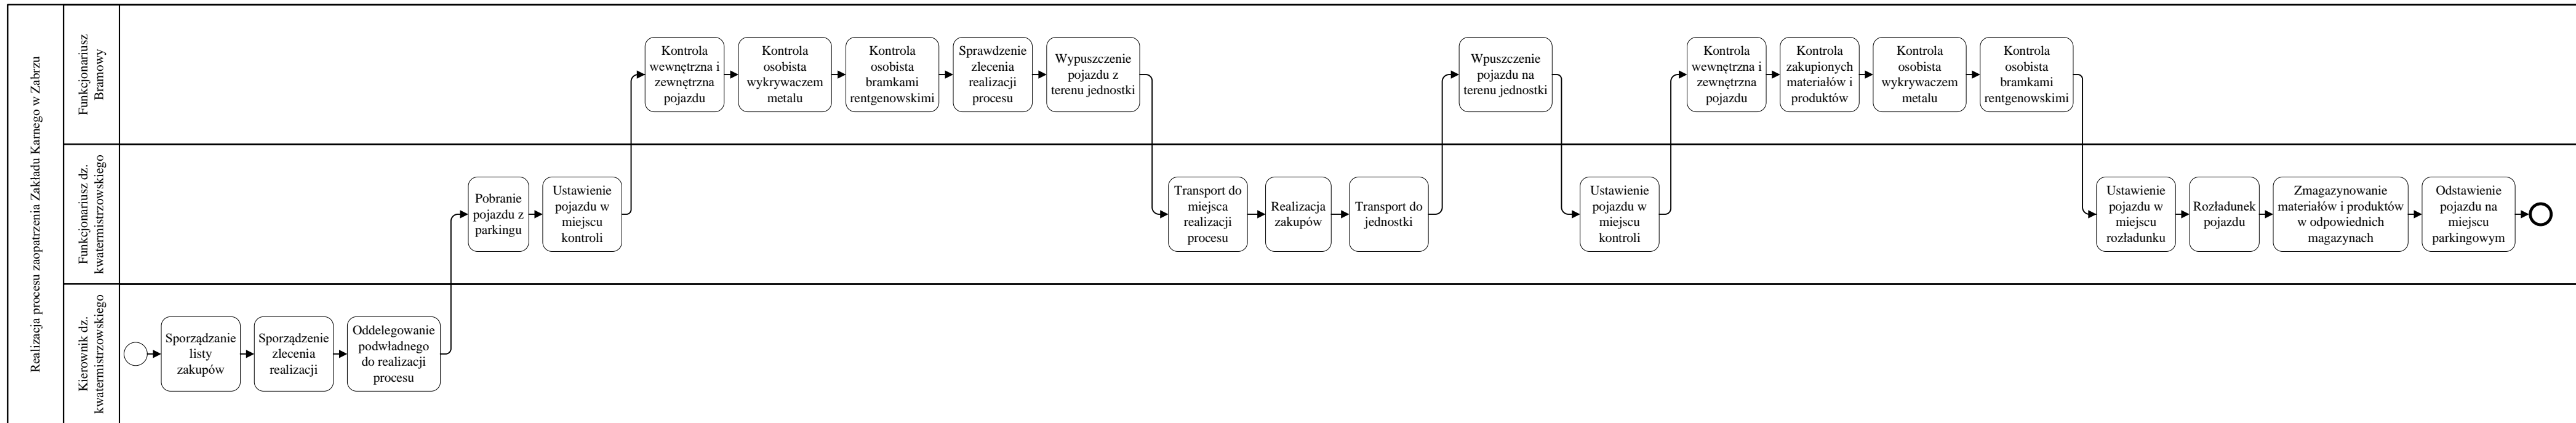 Realizacja procesu zaopatrzenia Zakładu Karnego w Zabrzu
Funkcjonariusz
Bramowy
Kontrola
wewnętrzna i
zewnętrzna
pojazdu
Kontrola
osobista
wykrywaczem
metalu
Kontrola
osobista
bramkami
rentgenowskimi
Sprawdzenie
zlecenia
realizacji
procesu
Wypuszczenie
pojazdu z
terenu jednostki
Wpuszczenie
pojazdu na
terenu jednostki
Kontrola
wewnętrzna i
zewnętrzna
pojazdu
Kontrola
zakupionych
materiałów i
produktów
Kontrola
osobista
wykrywaczem
metalu
Kontrola
osobista
bramkami
rentgenowskimi
Funkcjonariusz dz.
kwatermistrzowskiego
Pobranie
pojazdu z
parkingu
Ustawienie
pojazdu w
miejscu
kontroli
Transport do
miejsca
realizacji
procesu
Realizacja
zakupów
Transport do
jednostki
Ustawienie
pojazdu w
miejscu
kontroli
Ustawienie
pojazdu w
miejscu
rozładunku
Rozładunek
pojazdu
Zmagazynowanie
materiałów i produktów
w odpowiednich
magazynach
Odstawienie
pojazdu na
miejscu
parkingowym
Kierownik dz.
kwatermistrzowskiego
Sporządzanie
listy
zakupów
Sporządzenie
zlecenia
realizacji
Oddelegowanie
podwładnego
do realizacji
procesu